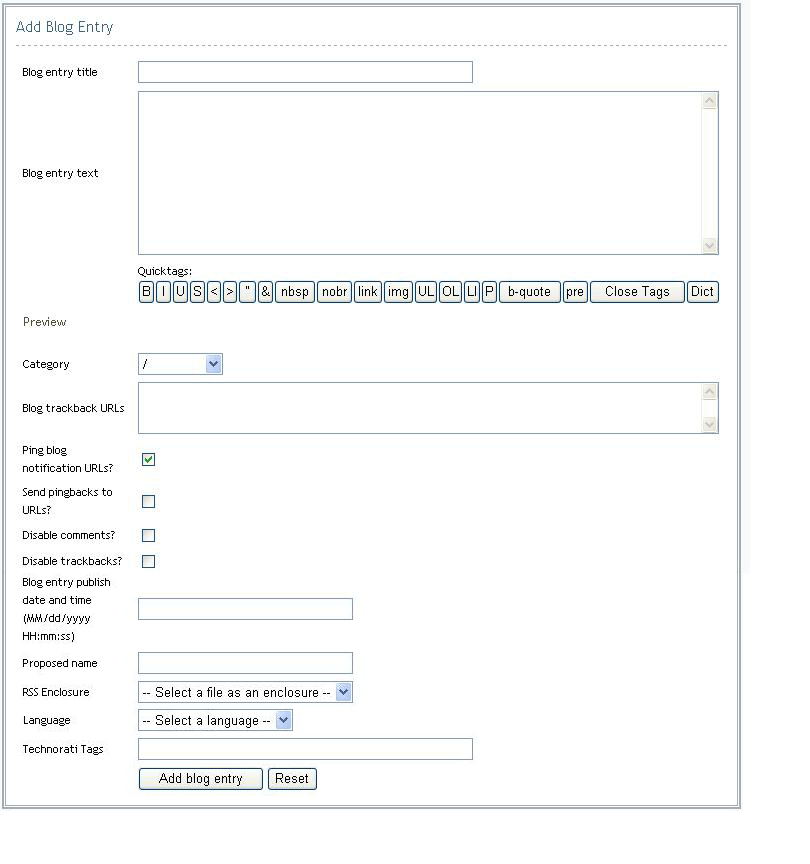 Add Blog Entry
Blog entry title
Blog entry text
Quicktags:
B I U S < > " & nbsp nobr link img UL OL LI P b-quote pre Close Tags Dict
Preview
Category /
Blog trackback URLs
Ping blog
notification URLs?
Send pingbacks to
URLs?
Disable comments?
Disable trackbacks?
Blog entry publish
date and time
(MM/dd/yyyy
HH:mm:ss)
Proposed name
RSS Enclosure -- Select a file as an enclosure --
Language -- Select a language --
Technorati Tags
Add blog entry Reset